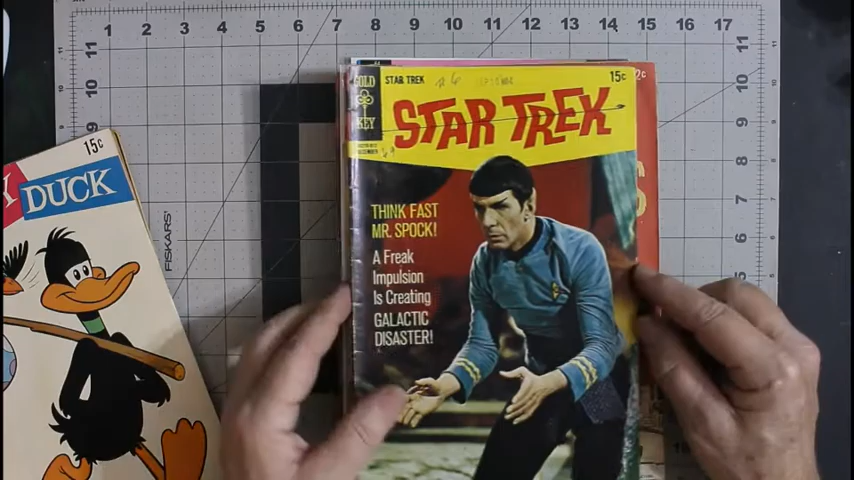 1 2 3 4 5 6 7 8 9 10 11 12 13 14 15 16 17
11 11
10 10
9 9
8
7
6
5
GOLD
KEY
STAR TREK
15¢
STAR TREK
DECEMBER
THINK FAST
MR. SPOCK!
A Freak
Impulsion
Is Creating
GALACTIC
DISASTER!
15¢
Y DUCK
FISKARS